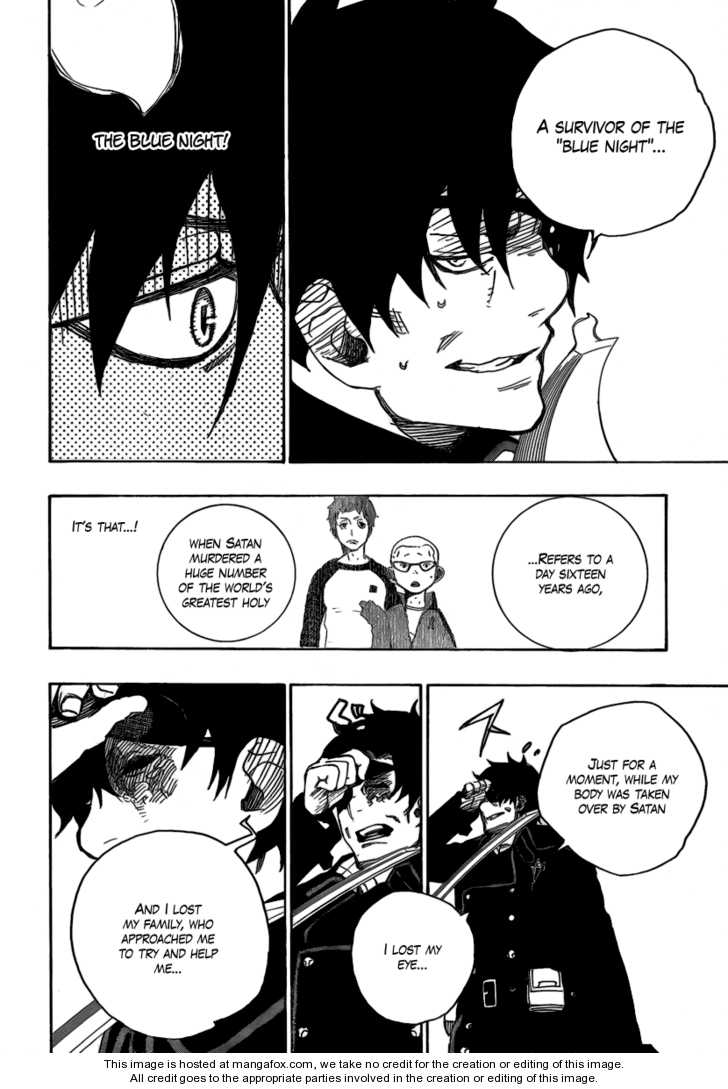 A SURVIVOR OF THE
"BLUE NIGHT"...
THE BLUE NIGHT!
...REFERS TO A
DAY SIXTEEN
YEARS AGO,
WHEN SATAN
MURDERED A
HUGE NUMBER
OF THE WORLD'S
GREATEST HOLY
IT'S THAT...!
JUST FOR A
MOMENT, WHILE MY
BODY WAS TAKEN
OVER BY SATAN
I LOST MY
EYE...
AND I LOST
MY FAMILY, WHO
APPROACHED ME
TO TRY AND HELP
ME...
This image is hosted at mangafox.com, we take no credit for the creation or editing of this image.
All credit goes to the appropriate parties involved in the creation or editing of this image.